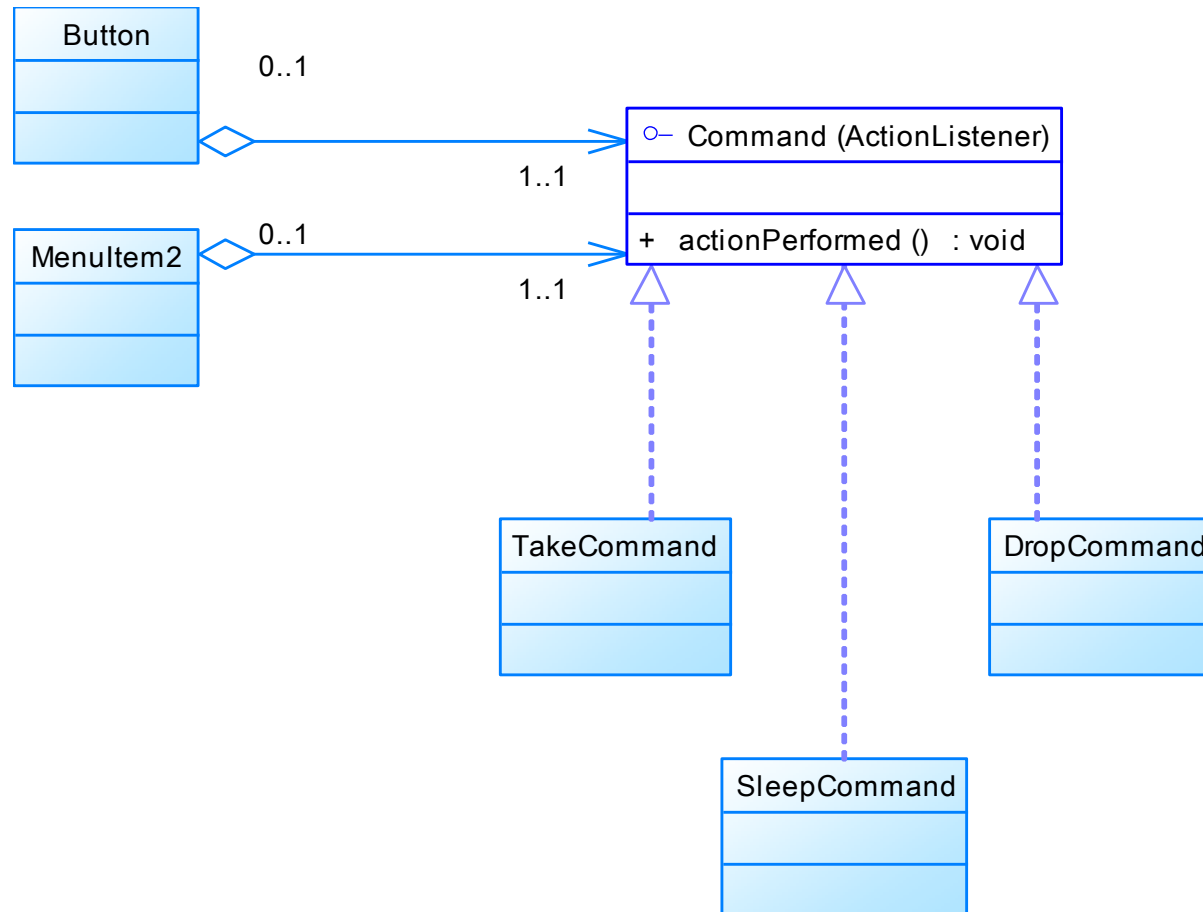 Button
0..1
Command (ActionListener)
1..1
+ actionPerformed () : void
MenuItem2
0..1
1..1
TakeCommand
DropCommand
SleepCommand